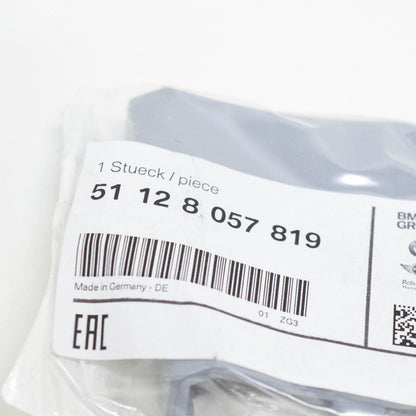 1 Stueck / piece
51 12 8 057 819
Made in Germany - DE
01 ZG3
EAC